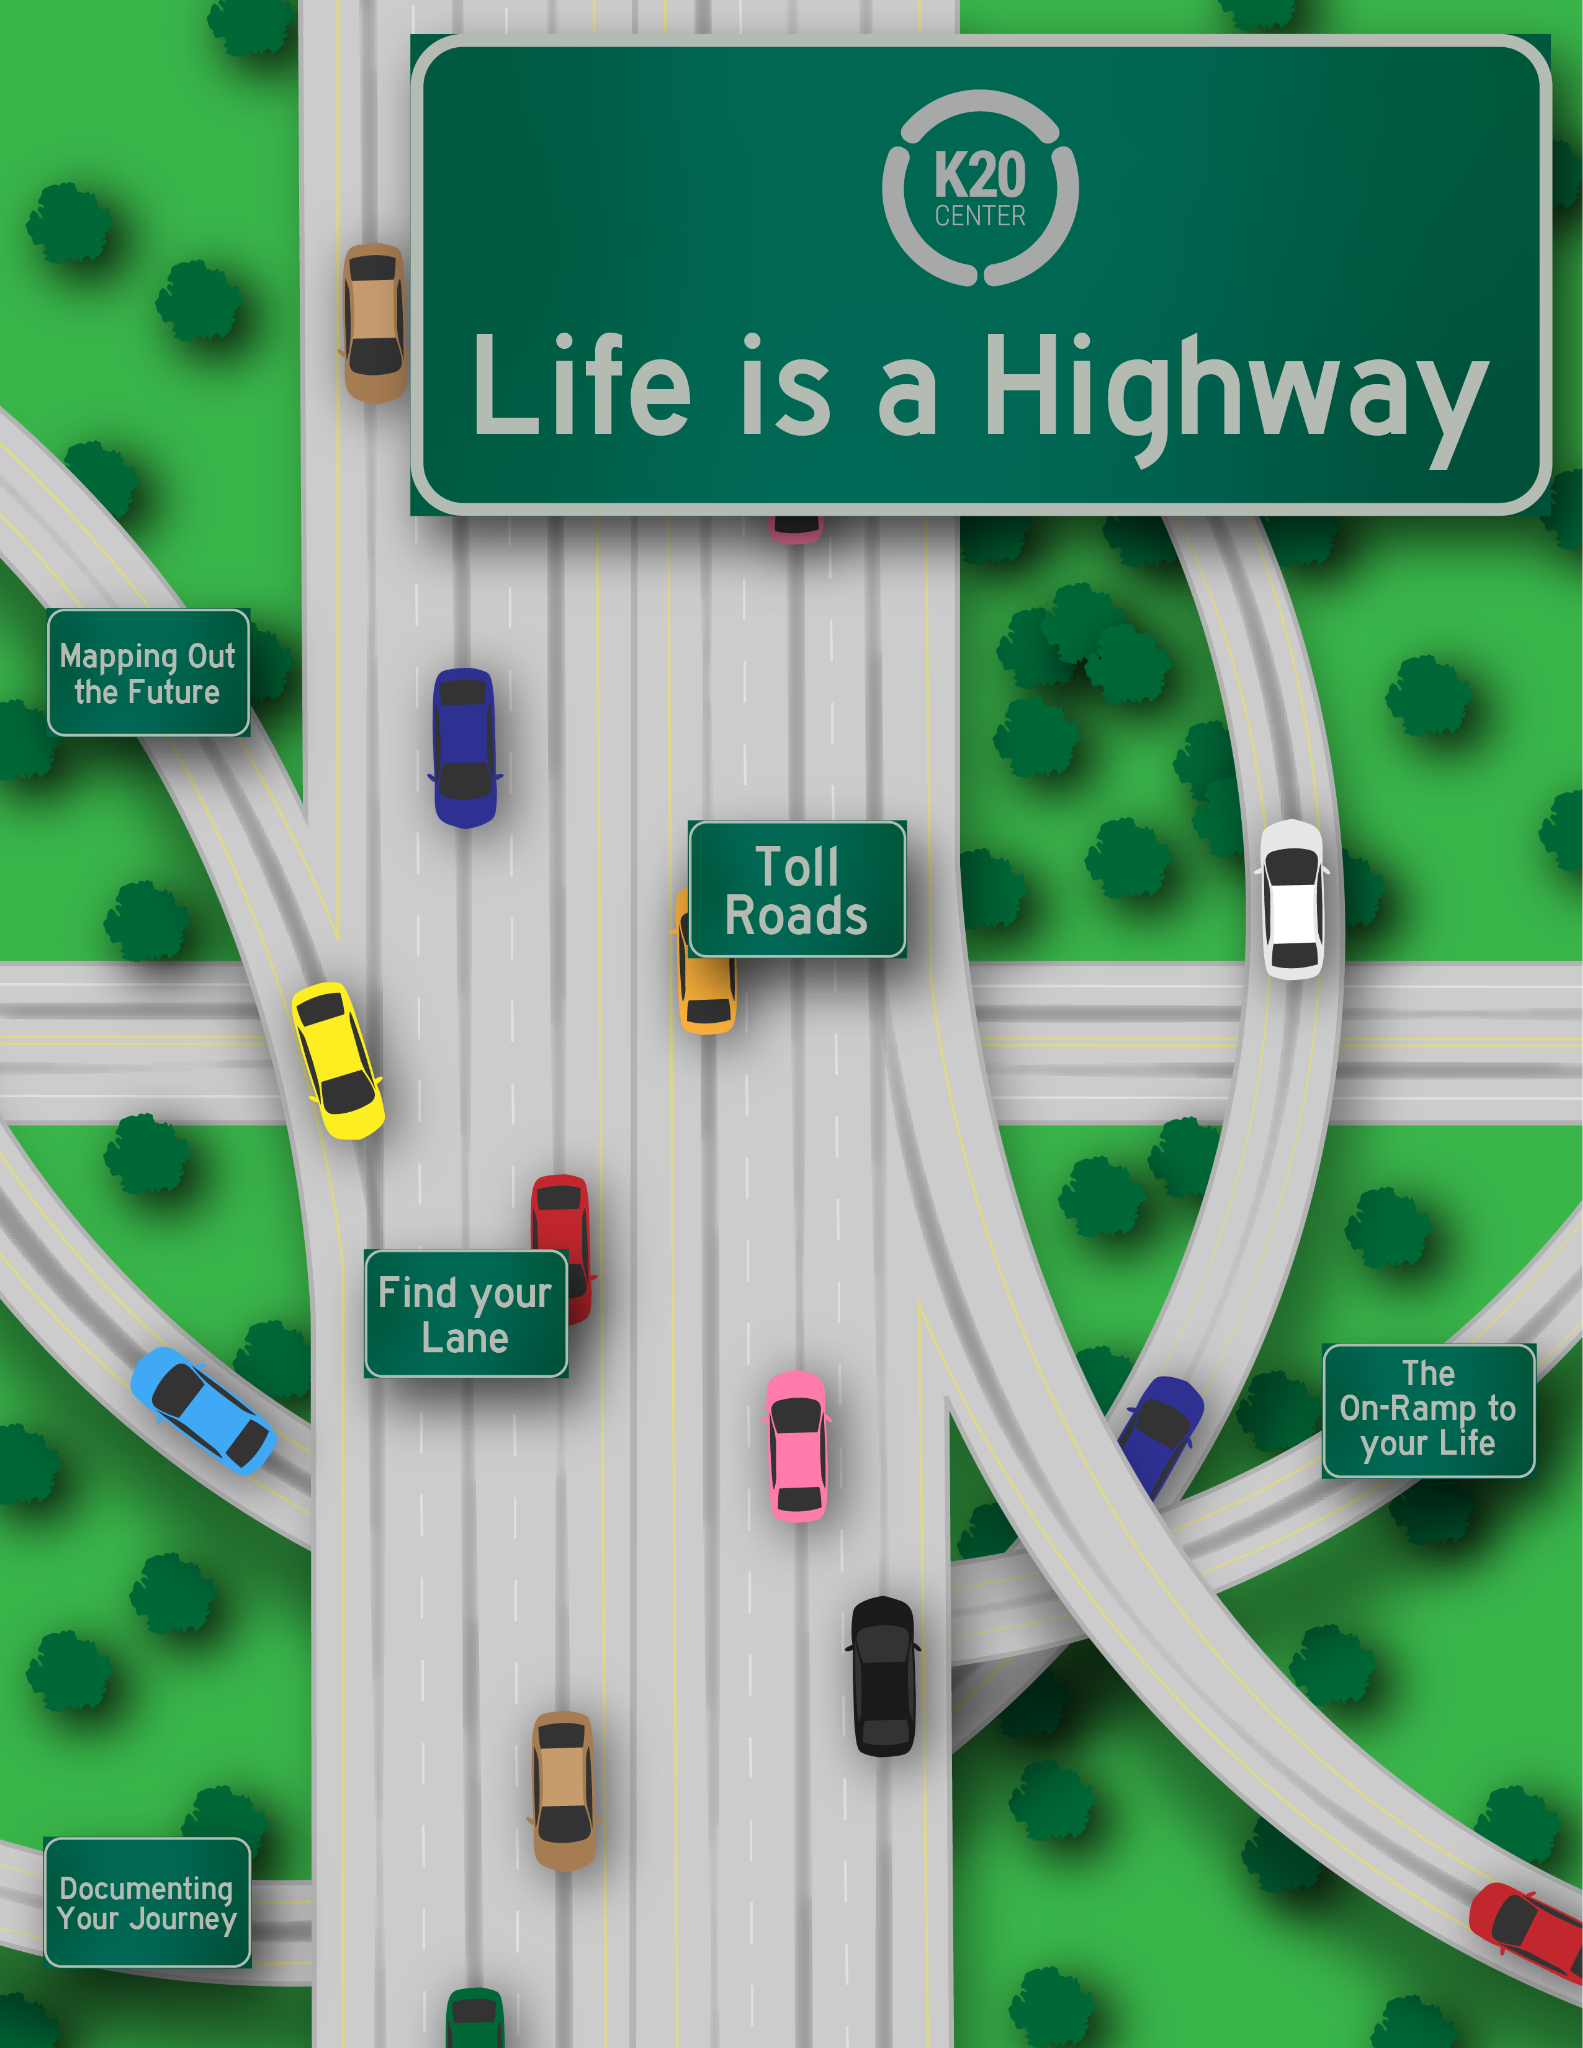 K20
CENTER
Life is a Highway
Mapping Out
the Future
Toll
Roads
Find your
Lane
The
On-Ramp to
your Life
Documenting
Your Journey